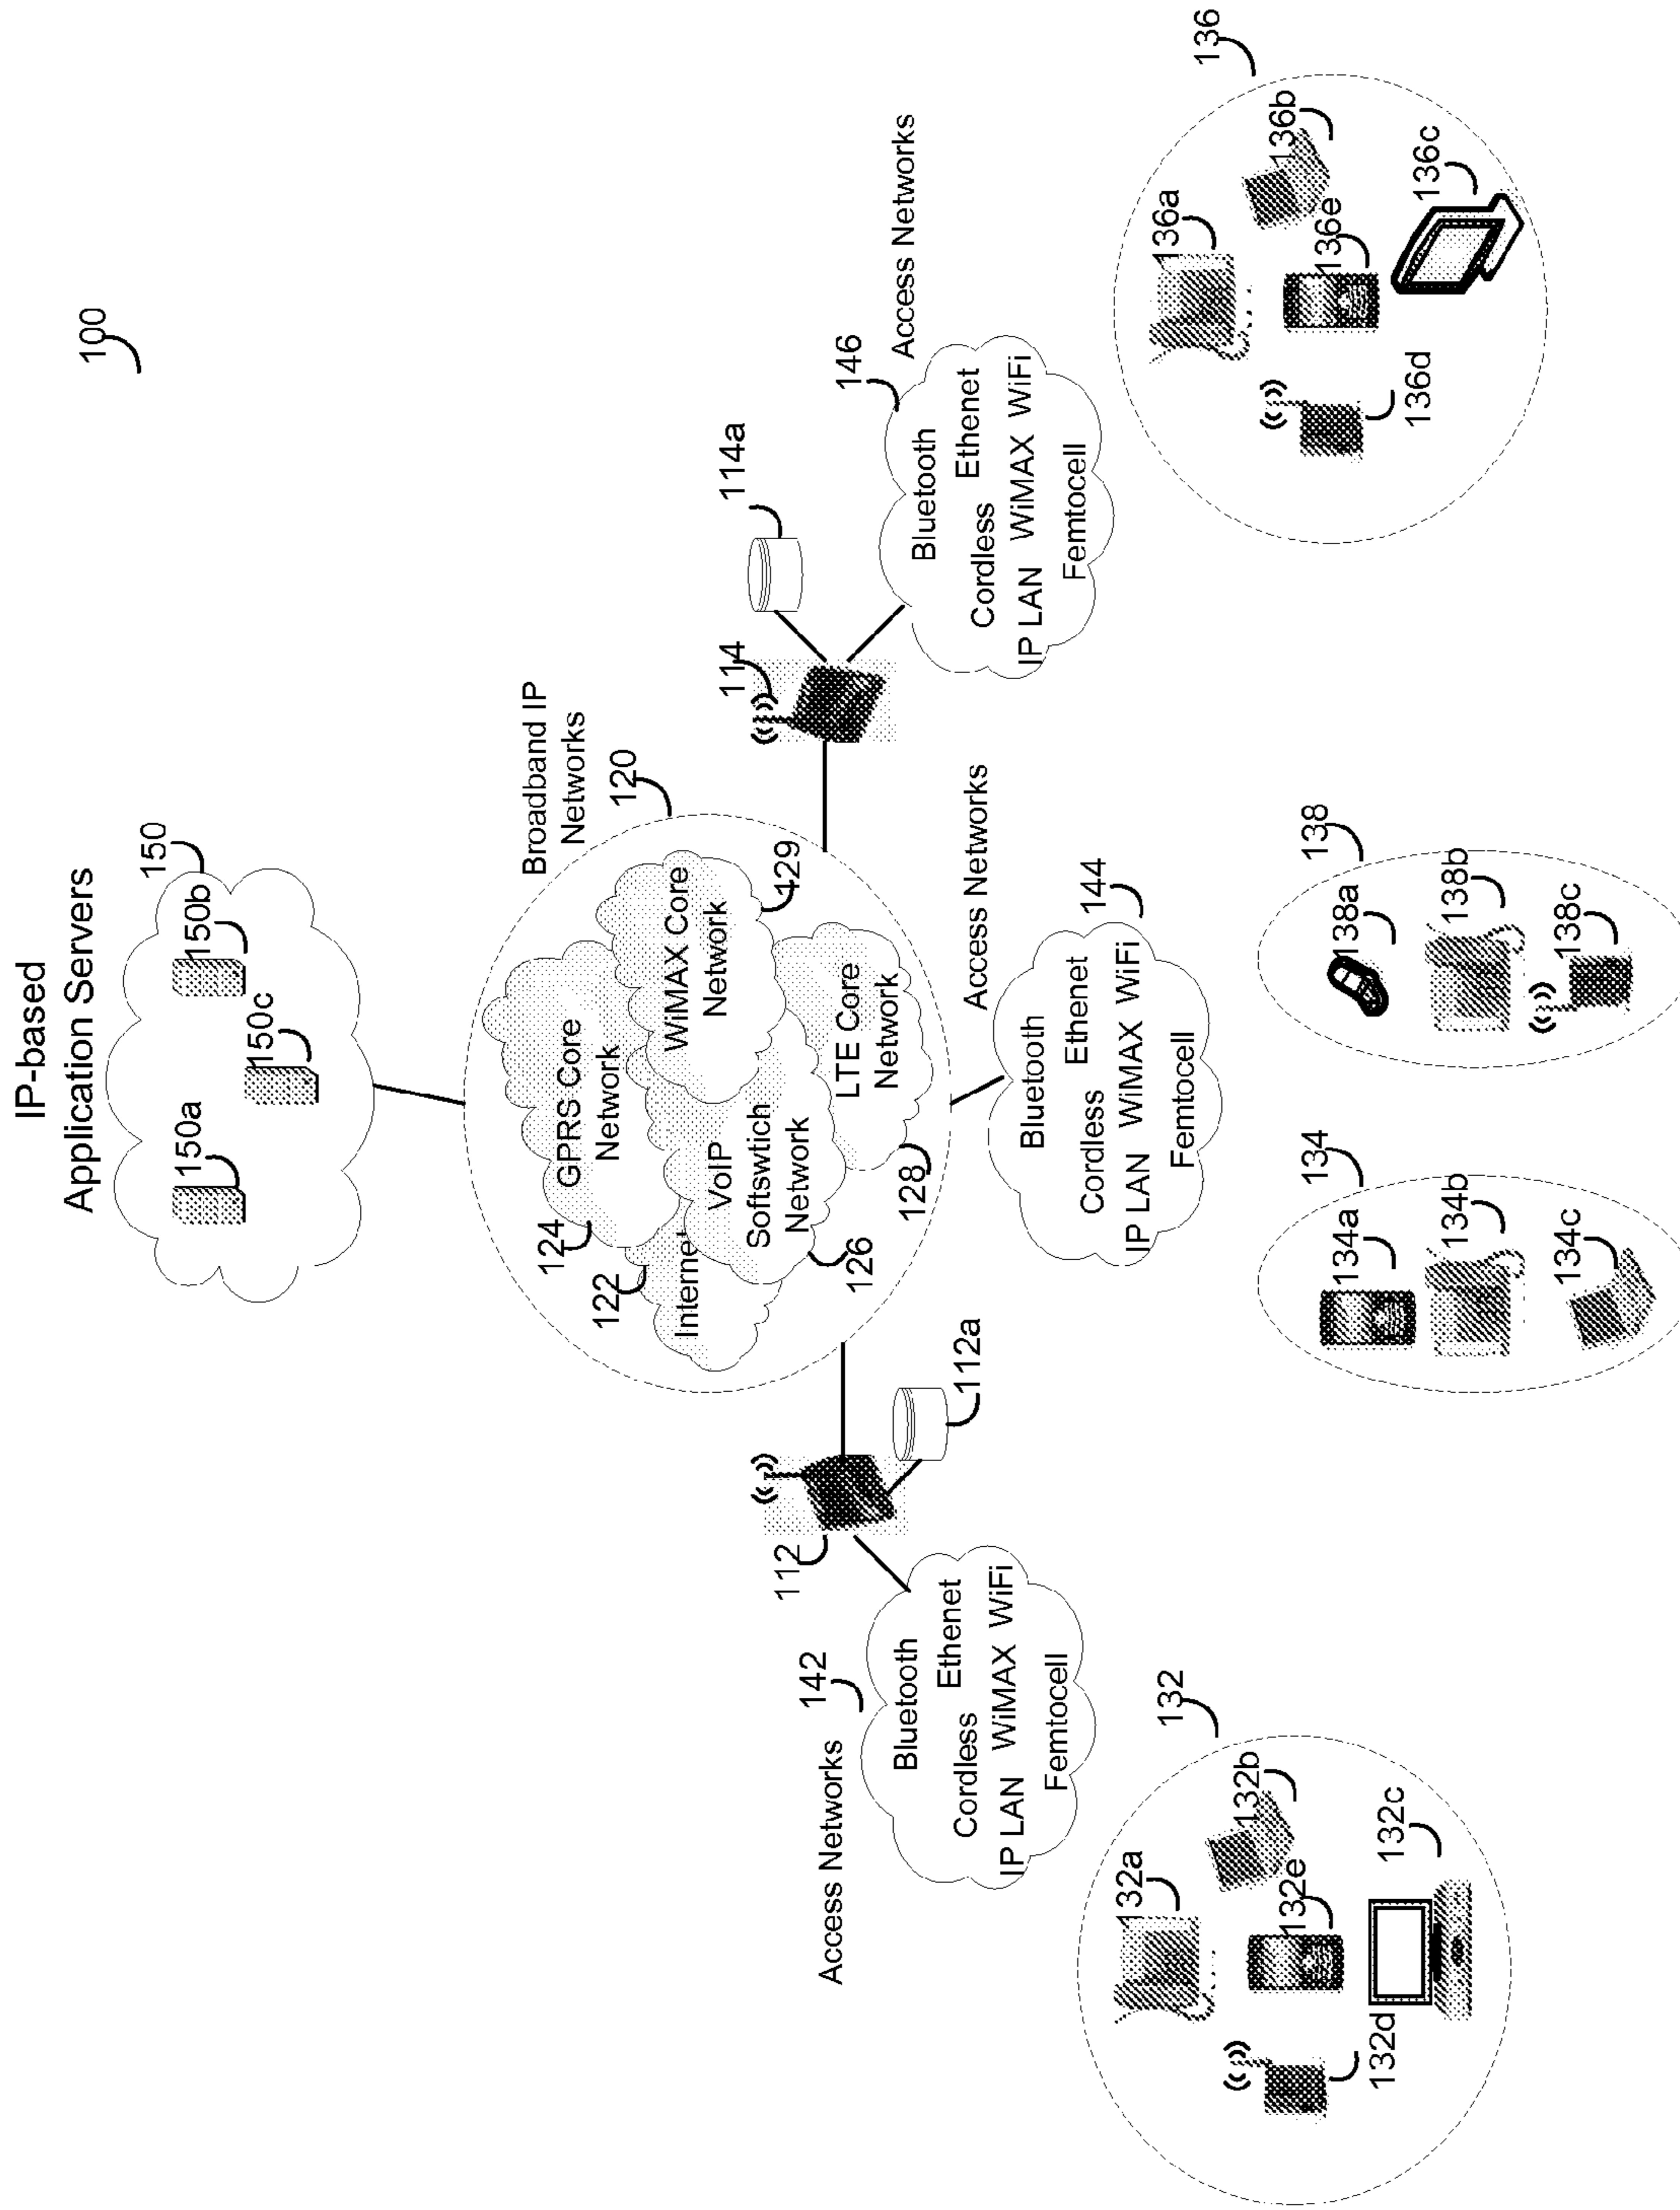 100
IP-based
Application Servers
150
150a
150b
150c
Broadband IP
Networks
120
GPRS Core
Network
124
WiMAX Core
Network
129
122
Internet
VoIP
Softswtich
Network
126
LTE Core
Network
128
112
112a
114
114a
Access Networks
142
Bluetooth
Cordless Ethenet
IP LAN WiMAX WiFi
Femtocell
Access Networks
144
Bluetooth
Cordless Ethenet
IP LAN WiMAX WiFi
Femtocell
Access Networks
146
Bluetooth
Cordless Ethenet
IP LAN WiMAX WiFi
Femtocell
132
132a
132b
132e
132d
132c
134
134a
134b
134c
138
138a
138b
138c
136
136a
136b
136e
136d
136c